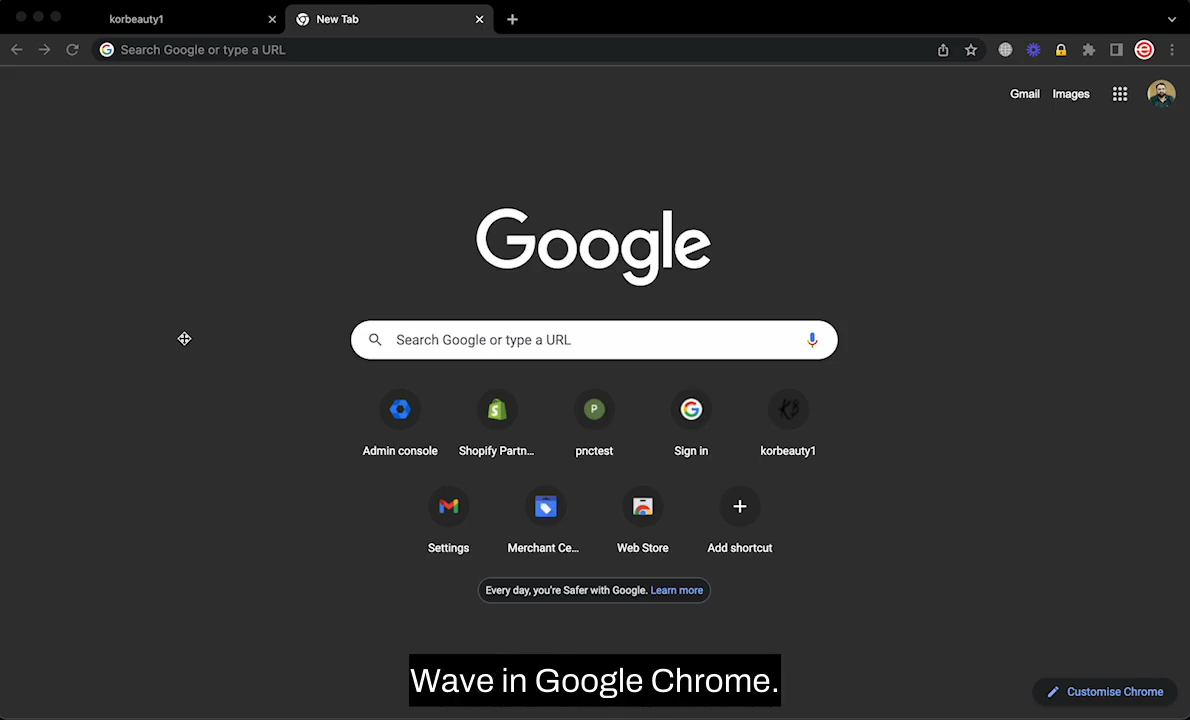 korbeauty1
New Tab
Search Google or type a URL
Gmail Images
Google
Search Google or type a URL
Admin console
Shopify Partn...
P
pnctest
Sign in
KB
korbeauty1
Settings
Merchant Ce...
Web Store
Add shortcut
Every day, you're Safer with Google. Learn more
Wave in Google Chrome.
Customise Chrome